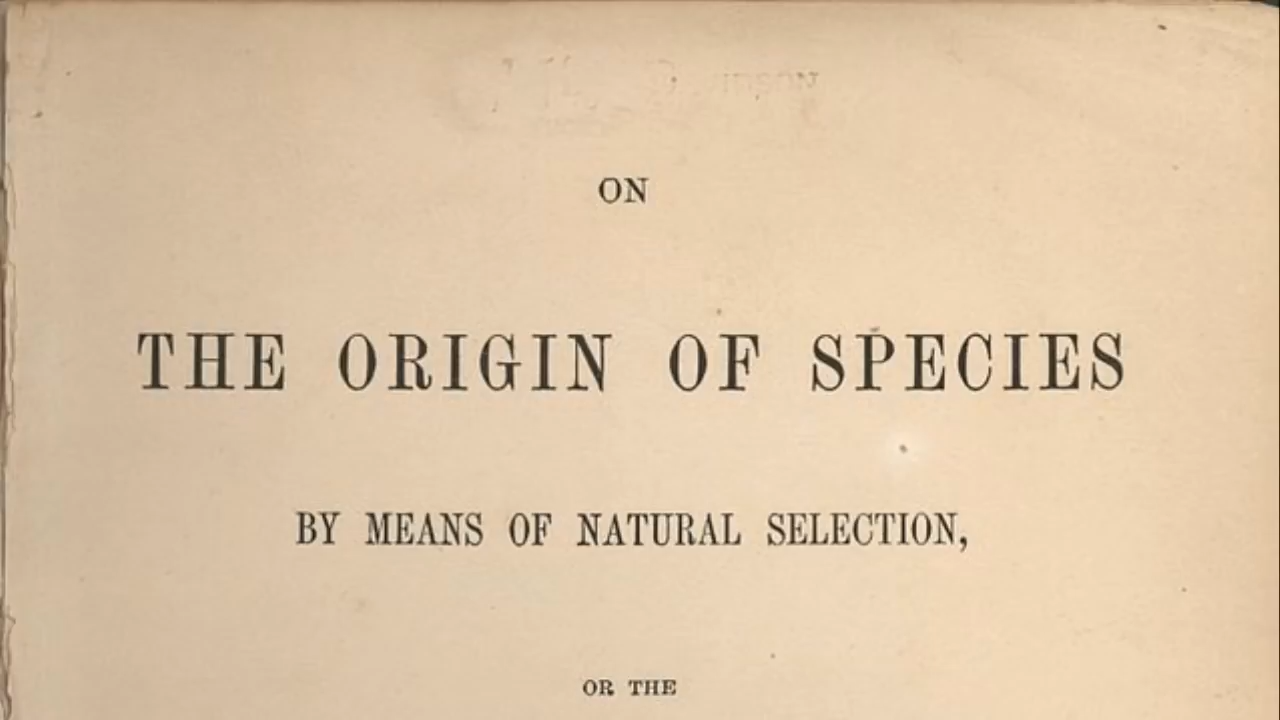 ON
THE ORIGIN OF SPECIES
BY MEANS OF NATURAL SELECTION,
OR THE